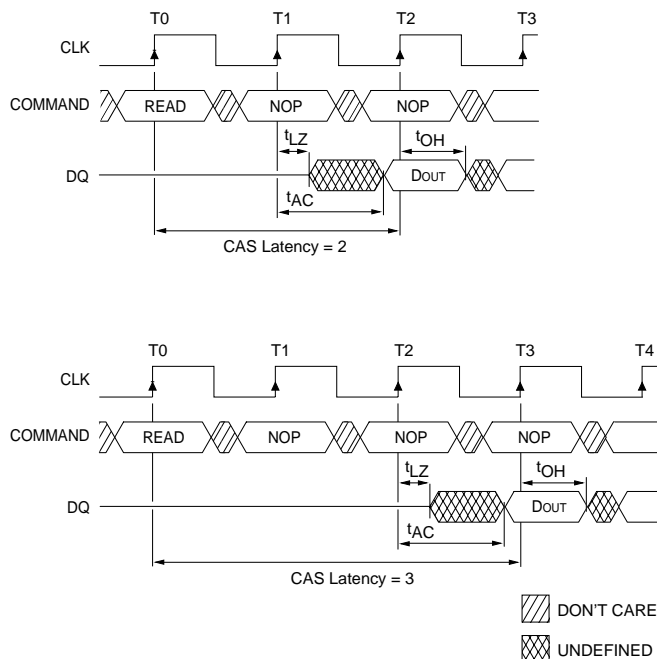 T0 T1 T2 T3
CLK
COMMAND READ NOP NOP
tLZ tOH
DQ DOUT
tAC
CAS Latency = 2
T0 T1 T2 T3 T4
CLK
COMMAND READ NOP NOP NOP
tLZ tOH
DQ DOUT
tAC
CAS Latency = 3
DON'T CARE
UNDEFINED